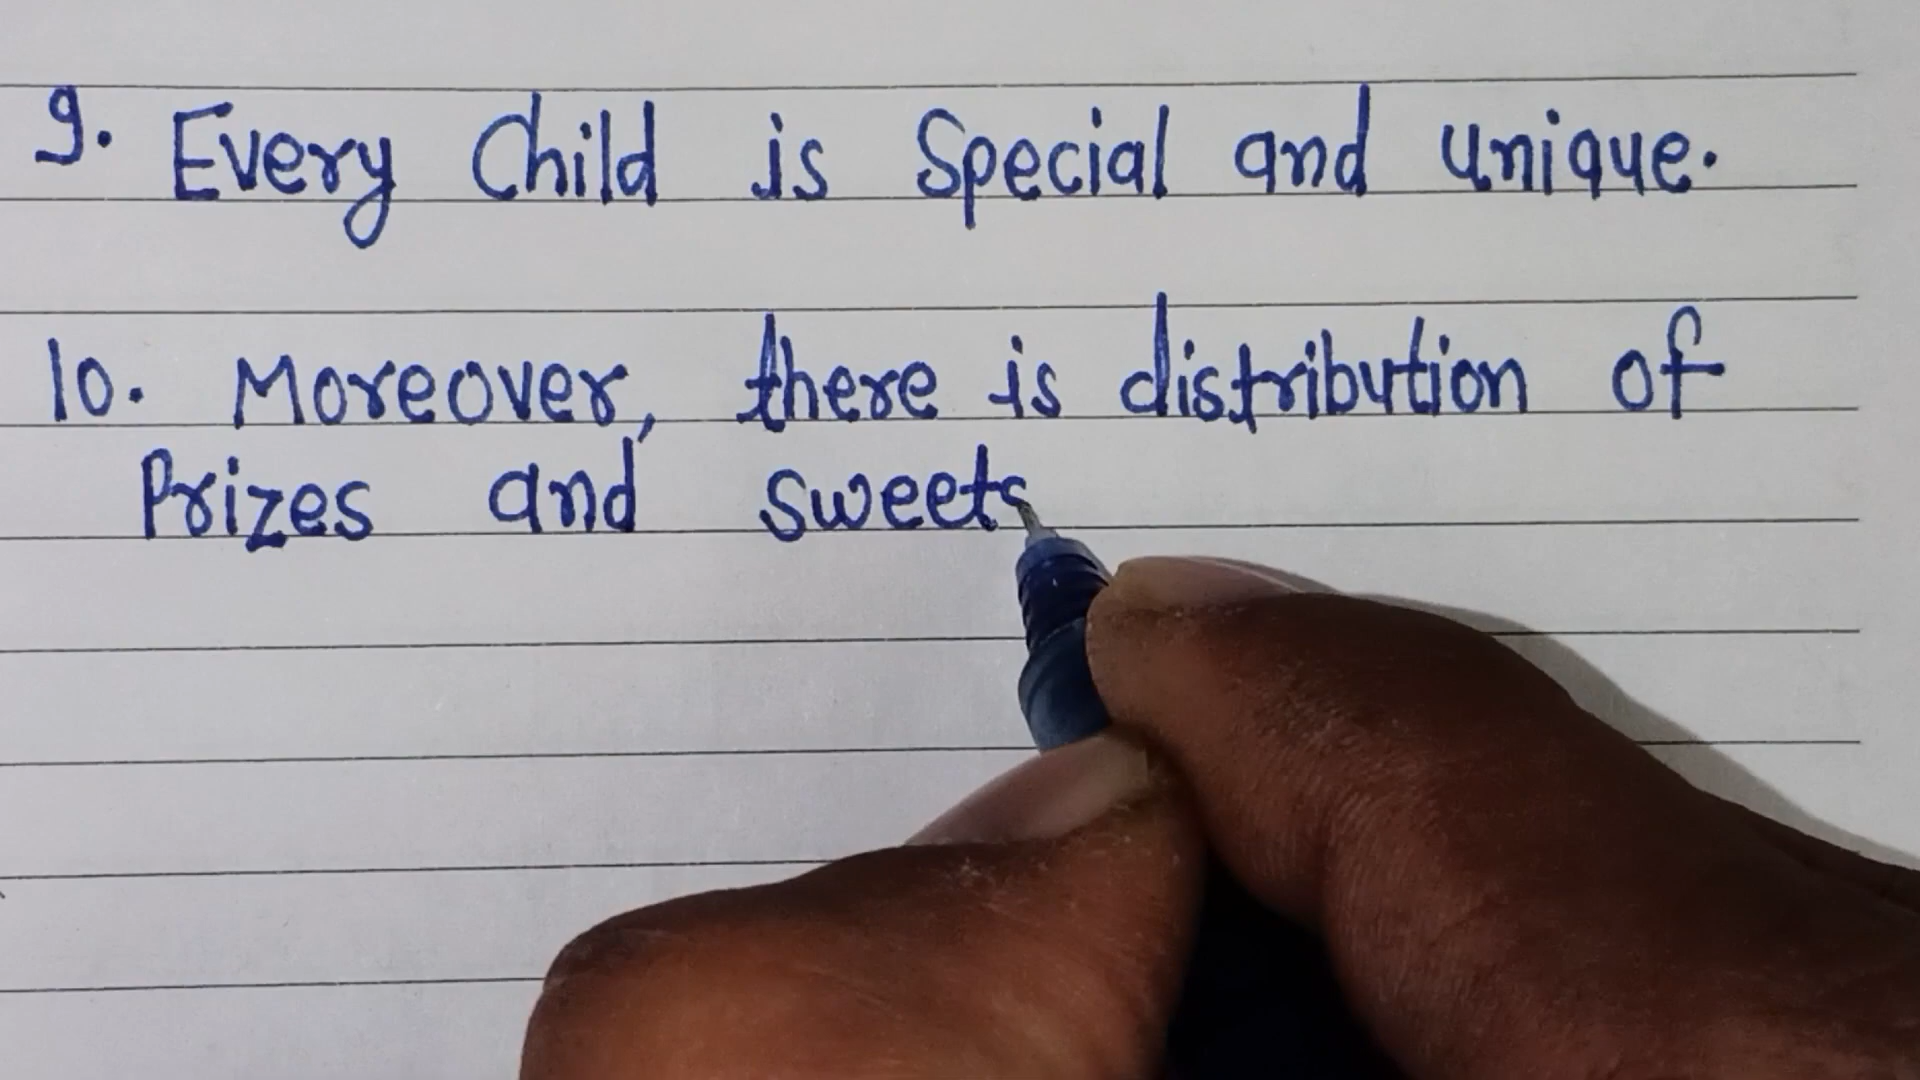 9. Every Child is Special and unique.
10. Moreover, there is distribution of
Prizes and sweets